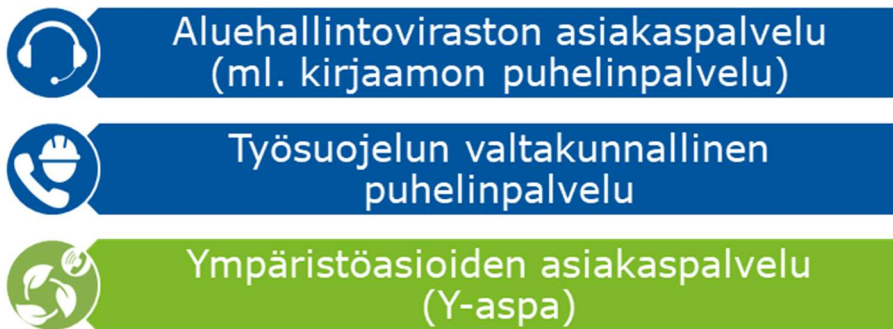 Aluehallintoviraston asiakaspalvelu
(ml. kirjaamon puhelinpalvelu)
Työsuojelun valtakunnallinen
puhelinpalvelu
Ympäristöasioiden asiakaspalvelu
(Y-aspa)